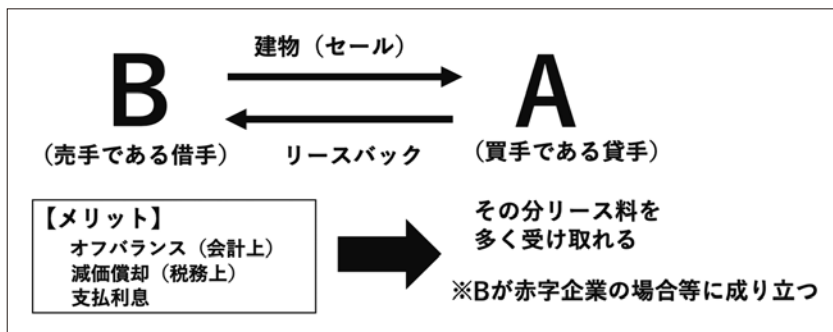 建物（セール）
B
A
（売手である借手）
リースバック
（買手である貸手）
【メリット】
オフバランス（会計上）
減価償却（税務上）
支払利息
その分リース料を
多く受け取れる
※Bが赤字企業の場合等に成り立つ